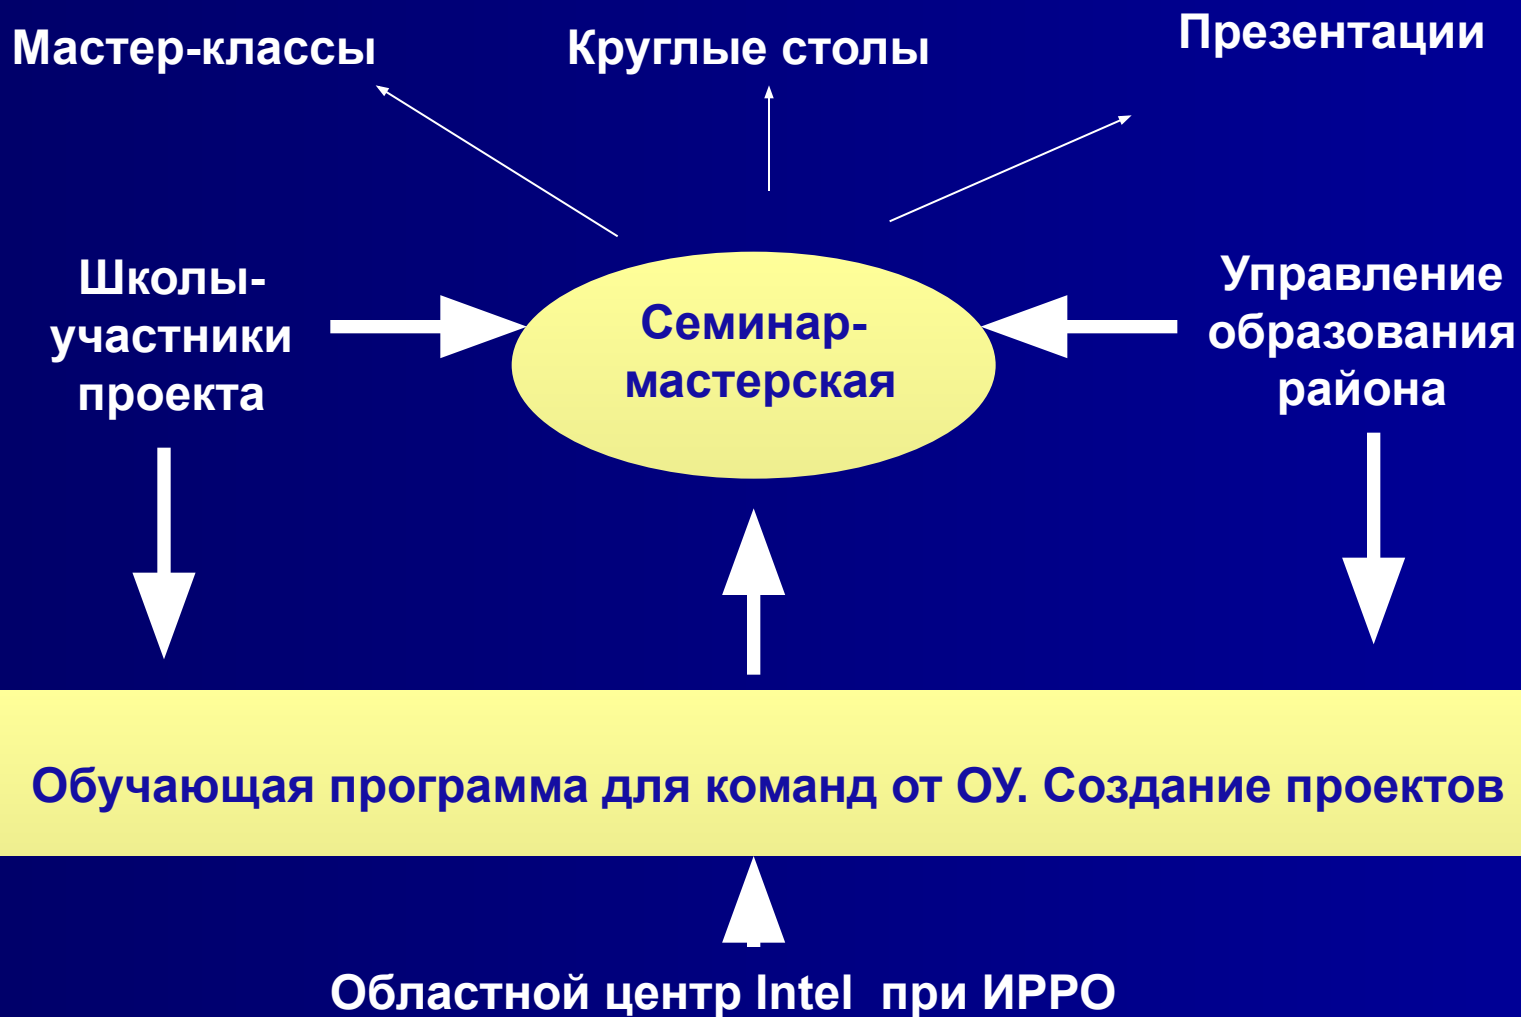 Мастер-классы
Круглые столы
Презентации
Школы-
участники
проекта
Семинар-
мастерская
Управление
образования
района
Обучающая программа для команд от ОУ. Создание проектов
Областной центр Intel при ИРРО